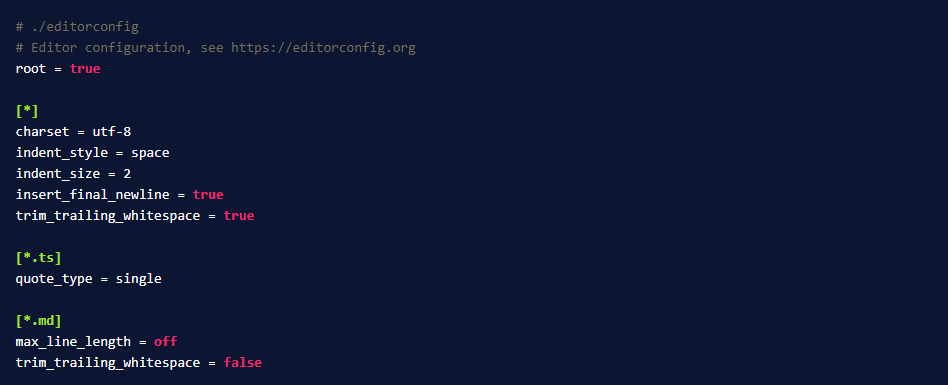 # ./editorconfig
# Editor configuration, see https://editorconfig.org
root = true
[*]
charset = utf-8
indent_style = space
indent_size = 2
insert_final_newline = true
trim_trailing_whitespace = true
[*.ts]
quote_type = single
[*.md]
max_line_length = off
trim_trailing_whitespace = false